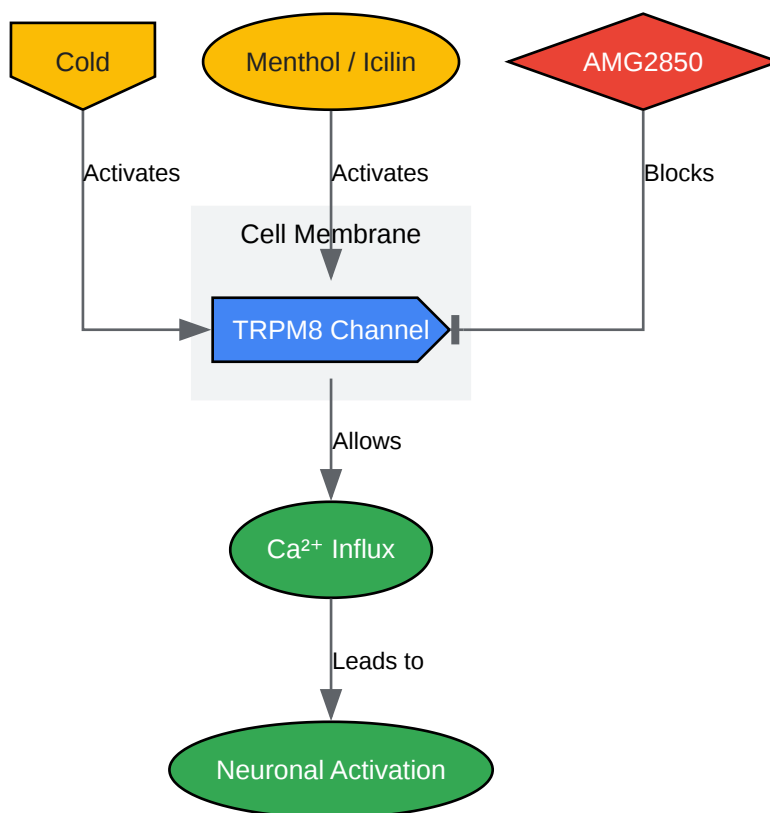 Cold
Menthol / Icilin
AMG2850
Activates
Activates
Blocks
Cell Membrane
TRPM8 Channel
Allows
Ca²⁺ Influx
Leads to
Neuronal Activation